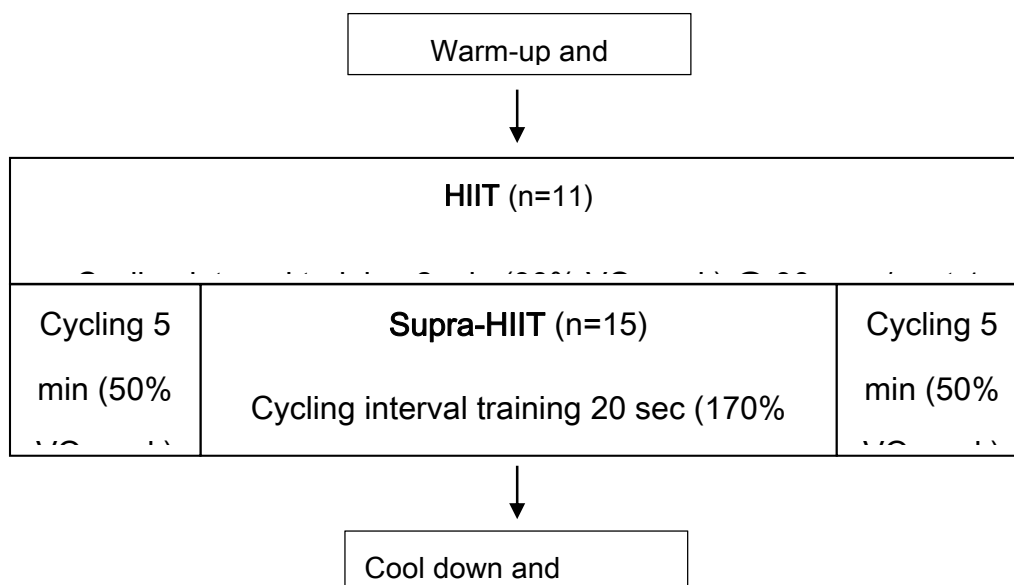 Warm-up and
HIIT (n=11)
Cycling 5
min (50%
Supra-HIIT (n=15)
Cycling interval training 20 sec (170%
Cycling 5
min (50%
Cool down and